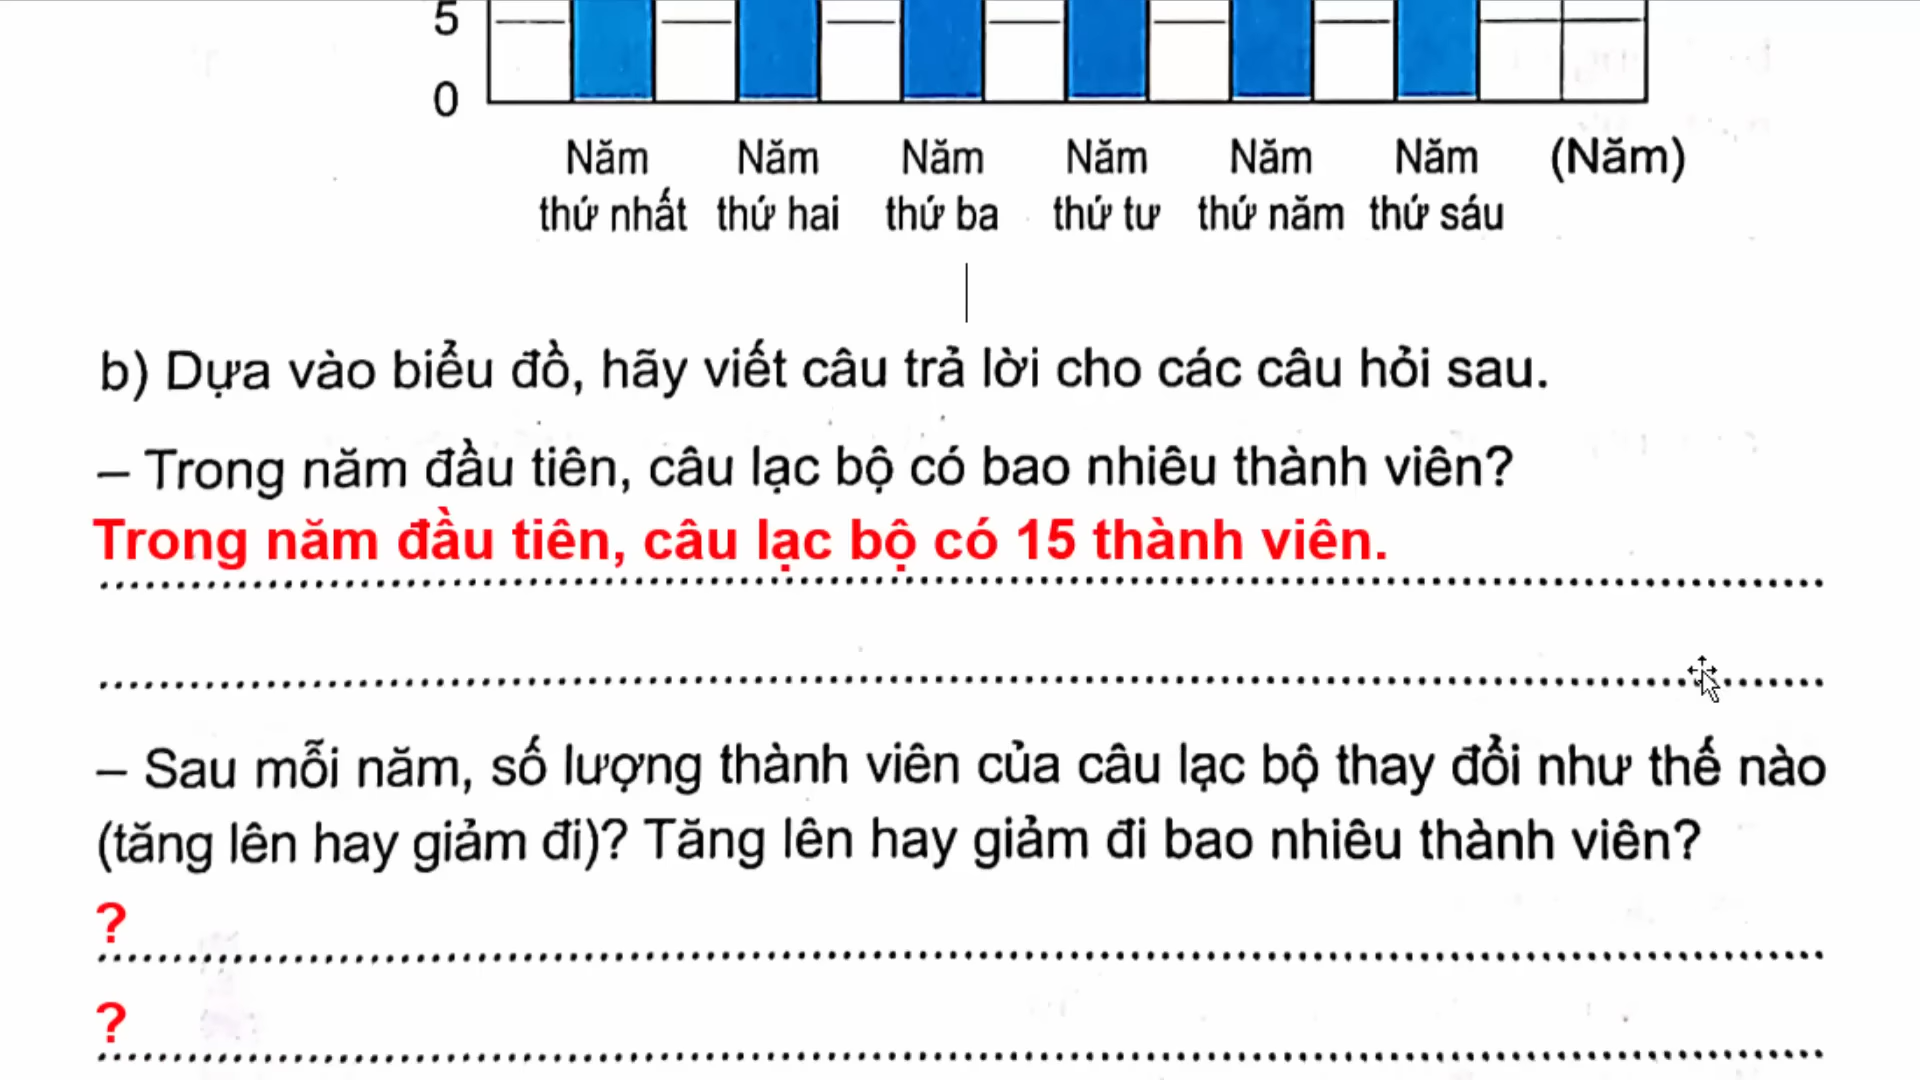 5
0
Năm Năm Năm Năm Năm Năm (Năm)
thứ nhất thứ hai thứ ba thứ tư thứ năm thứ sáu
b) Dựa vào biểu đồ, hãy viết câu trả lời cho các câu hỏi sau.
– Trong năm đầu tiên, câu lạc bộ có bao nhiêu thành viên?
Trong năm đầu tiên, câu lạc bộ có 15 thành viên.
– Sau mỗi năm, số lượng thành viên của câu lạc bộ thay đổi như thế nào
(tăng lên hay giảm đi)? Tăng lên hay giảm đi bao nhiêu thành viên?
?
?